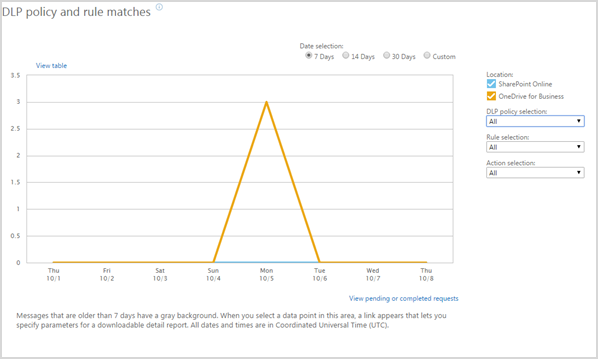 DLP policy and rule matches
Date selection:
7 Days 14 Days 30 Days Custom
View table
3.5
3
2.5
2
1.5
1
0.5
0
Thu Fri Sat Sun Mon Tue Wed Thu
10/1 10/2 10/3 10/4 10/5 10/6 10/7 10/8
Location:
SharePoint Online
OneDrive for Business
DLP policy selection:
All
Rule selection:
All
Action selection:
All
View pending or completed requests
Messages that are older than 7 days have a gray background. When you select a data point in this area, a link appears that lets you
specify parameters for a downloadable detail report. All dates and times are in Coordinated Universal Time (UTC).